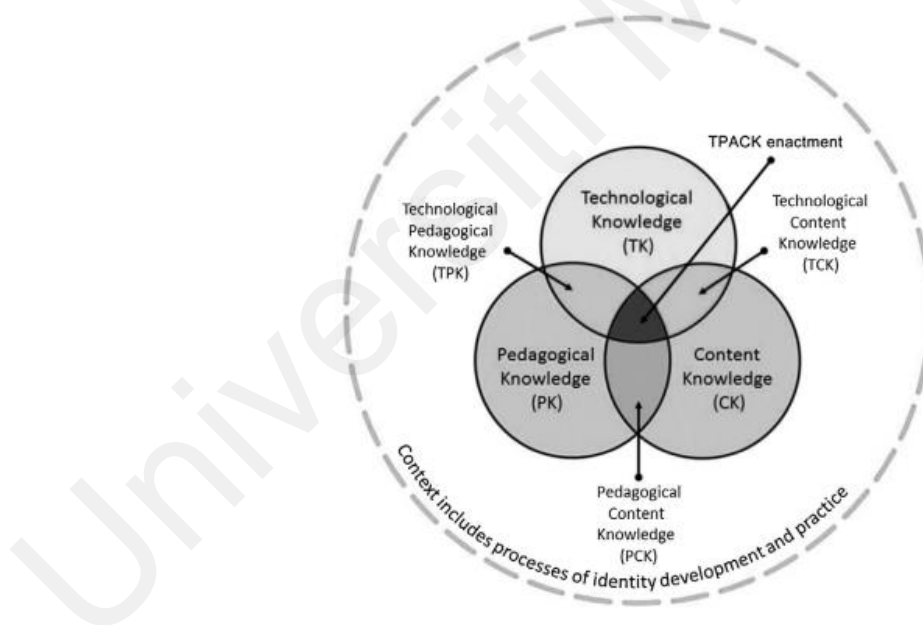 TPACK enactment
Technological
Knowledge
(TK)
Technological
Pedagogical
Knowledge
(TPK)
Technological
Content
Knowledge
(TCK)
Pedagogical
Knowledge
(PK)
Content
Knowledge
(CK)
Pedagogical
Content
Knowledge
(PCK)
Context includes processes of identity development and practice
Universiti